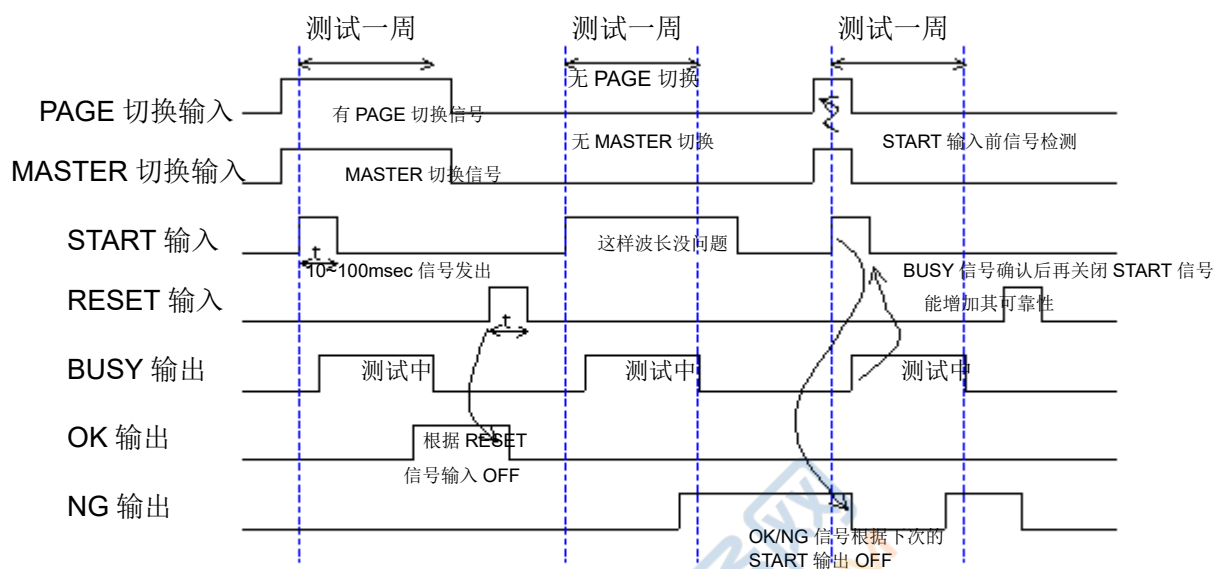 测试一周 测试一周 测试一周
无 PAGE 切换
PAGE 切换输入
有 PAGE 切换信号
无 MASTER 切换
START 输入前信号检测
MASTER 切换输入
MASTER 切换信号
START 输入
t
这样波长没问题
10~100msec 信号发出
BUSY 信号确认后再关闭 START 信号
能增加其可靠性
RESET 输入
t
BUSY 输出
测试中 测试中 测试中
OK 输出
根据 RESET
信号输入 OFF
NG 输出
OK/NG 信号根据下次的
START 输出 OFF